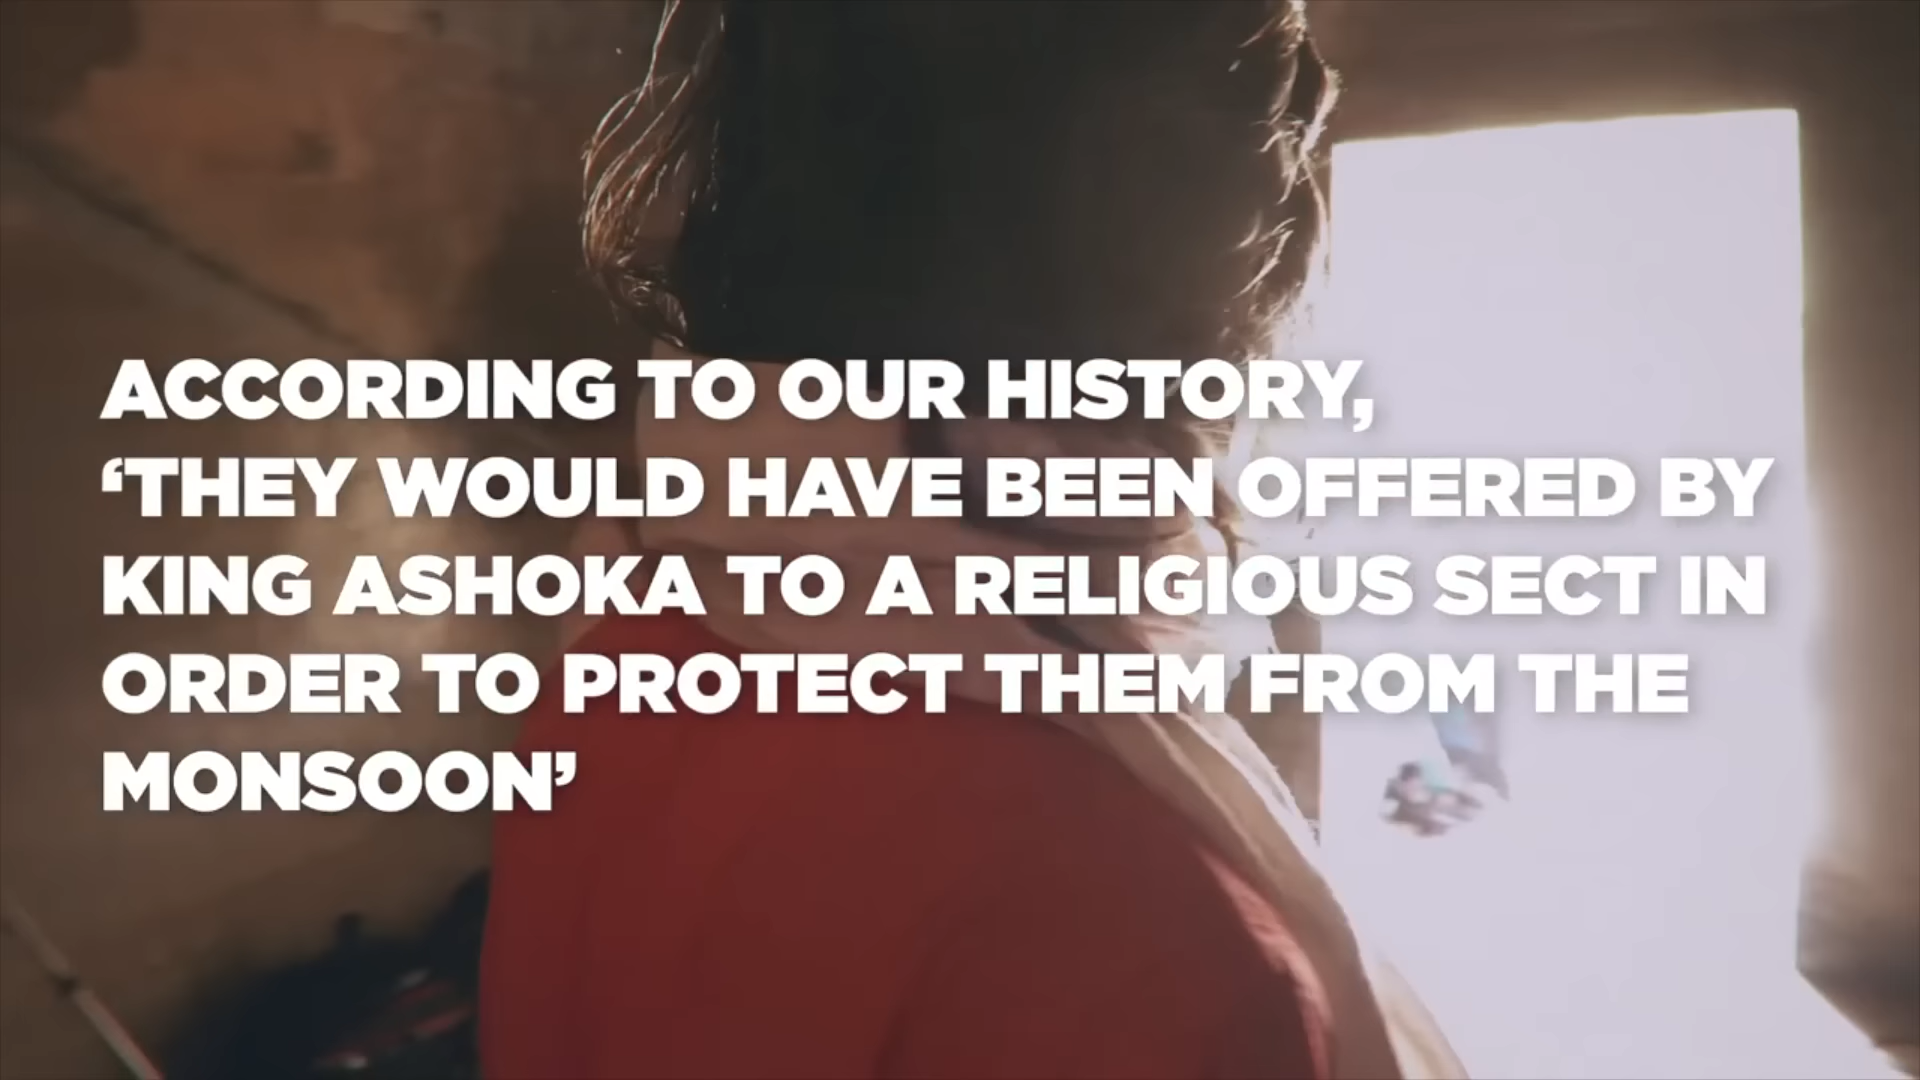 ACCORDING TO OUR HISTORY,
‘THEY WOULD HAVE BEEN OFFERED BY
KING ASHOKA TO A RELIGIOUS SECT IN
ORDER TO PROTECT THEM FROM THE
MONSOON’